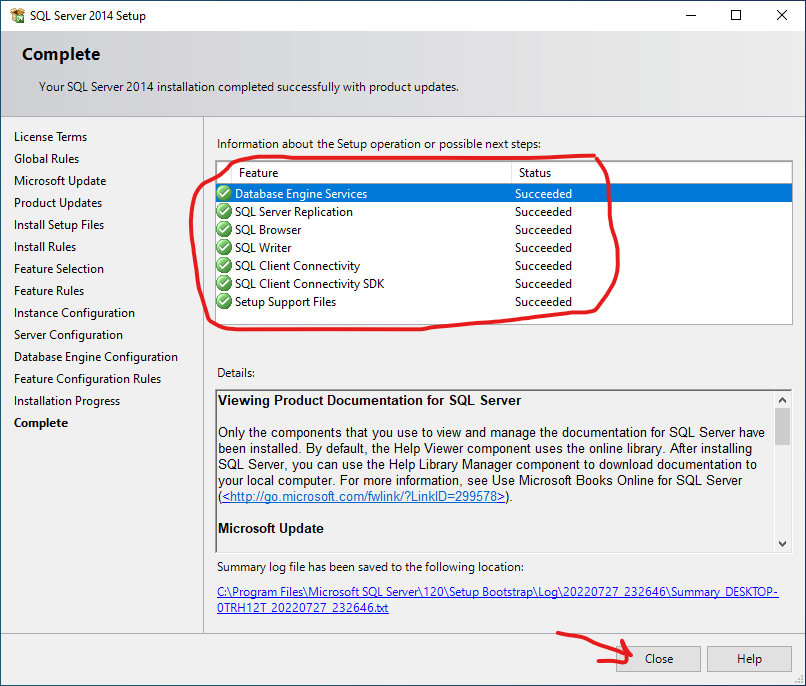 SQL Server 2014 Setup
Complete
Your SQL Server 2014 installation completed successfully with product updates.
License Terms
Global Rules
Microsoft Update
Product Updates
Install Setup Files
Install Rules
Feature Selection
Feature Rules
Instance Configuration
Server Configuration
Database Engine Configuration
Feature Configuration Rules
Installation Progress
Complete
Information about the Setup operation or possible next steps:
Feature Status
Database Engine Services Succeeded
SQL Server Replication Succeeded
SQL Browser Succeeded
SQL Writer Succeeded
SQL Client Connectivity Succeeded
SQL Client Connectivity SDK Succeeded
Setup Support Files Succeeded
Details:
Viewing Product Documentation for SQL Server
Only the components that you use to view and manage the documentation for SQL Server have
been installed. By default, the Help Viewer component uses the online library. After installing
SQL Server, you can use the Help Library Manager component to download documentation to
your local computer. For more information, see Use Microsoft Books Online for SQL Server
(<http://go.microsoft.com/fwlink/?LinkID=299578>).
Microsoft Update
Summary log file has been saved to the following location:
C:\Program Files\Microsoft SQL Server\120\Setup Bootstrap\Log\20220727_232646\Summary_DESKTOP-
0TRH12T_20220727_232646.txt
Close Help